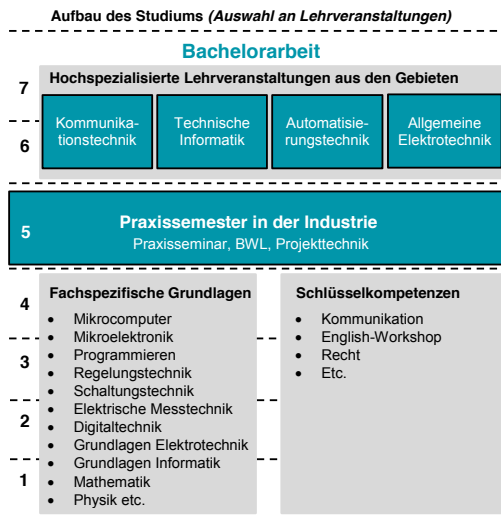 Aufbau des Studiums (Auswahl an Lehrveranstaltungen)
Bachelorarbeit
7
Hochspezialisierte Lehrveranstaltungen aus den Gebieten
6
Kommunika-
tionstechnik
Technische
Informatik
Automatisie-
rungstechnik
Allgemeine
Elektrotechnik
5
Praxissemester in der Industrie
Praxisseminar, BWL, Projekttechnik
4
3
2
1
Fachspezifische Grundlagen
• Mikrocomputer
• Mikroelektronik
• Programmieren
• Regelungstechnik
• Schaltungstechnik
• Elektrische Messtechnik
• Digitaltechnik
• Grundlagen Elektrotechnik
• Grundlagen Informatik
• Mathematik
• Physik etc.
Schlüsselkompetenzen
• Kommunikation
• English-Workshop
• Recht
• Etc.